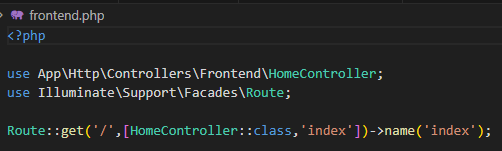 frontend.php
<?php
use App\Http\Controllers\Frontend\HomeController;
use Illuminate\Support\Facades\Route;
Route::get('/',[HomeController::class,'index'])->name('index');